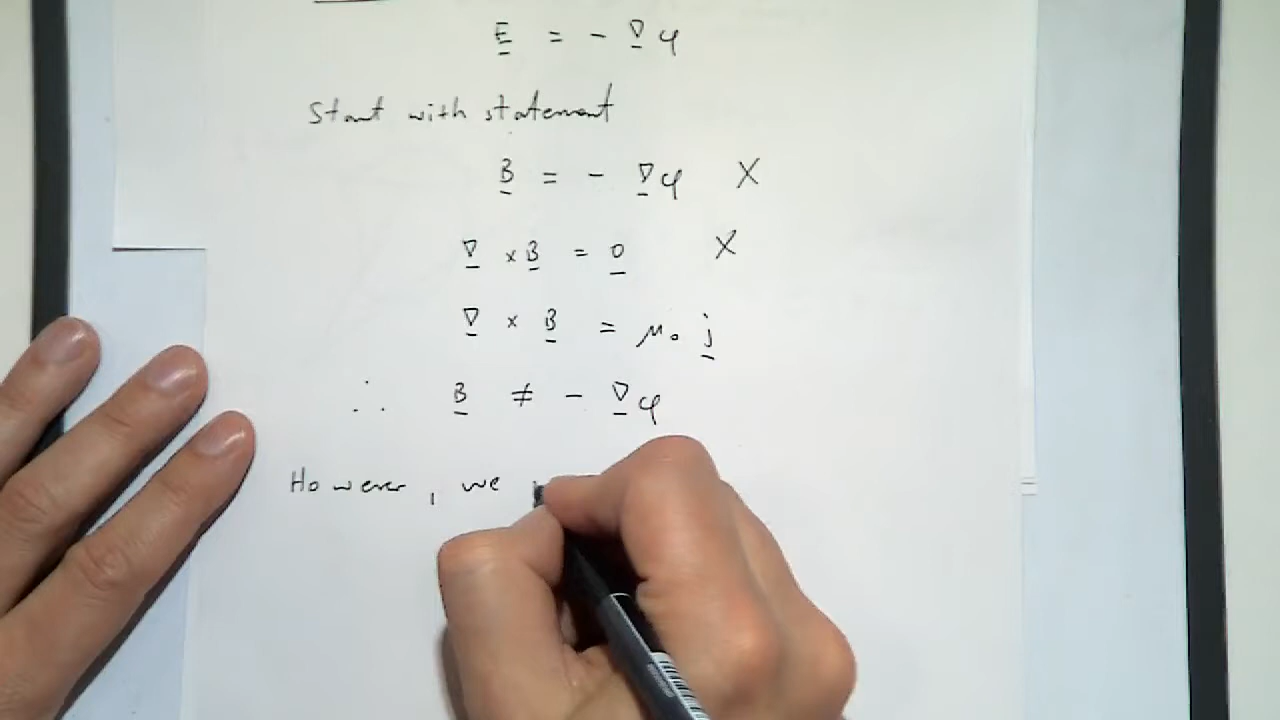 E = - ∇φ
Start with statement
B = - ∇φ X
∇ × B = 0 X
∇ × B = μ₀ j
∴ B ≠ - ∇φ
However, we